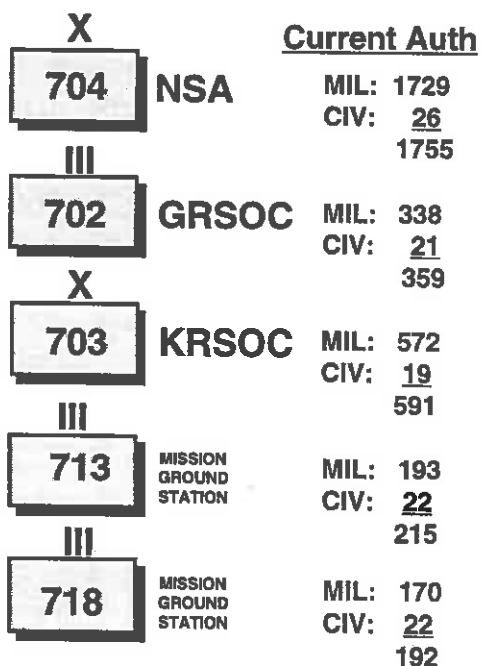 X
Current Auth
704 NSA MIL: 1729
CIV: 26
1755
III
702 GRSOC MIL: 338
CIV: 21
359
X
703 KRSOC MIL: 572
CIV: 19
591
III
713 MISSION GROUND STATION MIL: 193
CIV: 22
215
III
718 MISSION GROUND STATION MIL: 170
CIV: 22
192